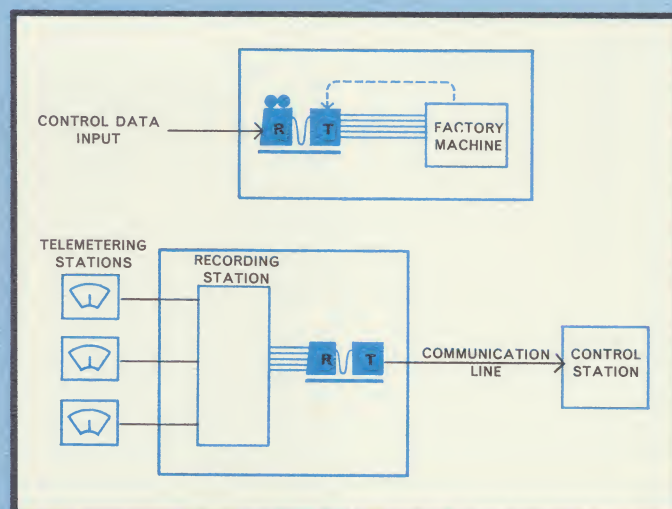 CONTROL DATA
INPUT
R
T
FACTORY
MACHINE
TELEMETERING
STATIONS
RECORDING
STATION
R
T
COMMUNICATION
LINE
CONTROL
STATION